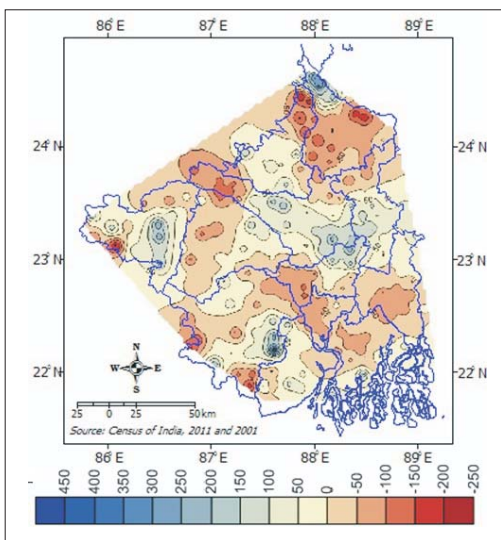 86°E 87°E 88°E 89°E
24°N 24°N
23°N 23°N
22°N 22°N
N
W E
S
25 0 25 50 km
Source: Census of India, 2011 and 2001
86°E 87°E 88°E 89°E
450 400 350 300 250 200 150 100 50 0 -50 -100 -150 -200 -250